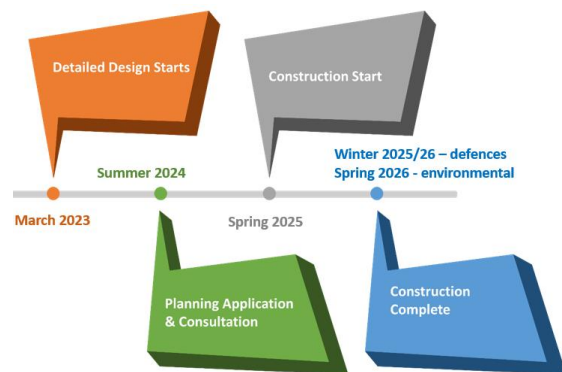 Detailed Design Starts
Construction Start
Winter 2025/26 – defences
Spring 2026 - environmental
Summer 2024
March 2023
Spring 2025
Planning Application
& Consultation
Construction
Complete